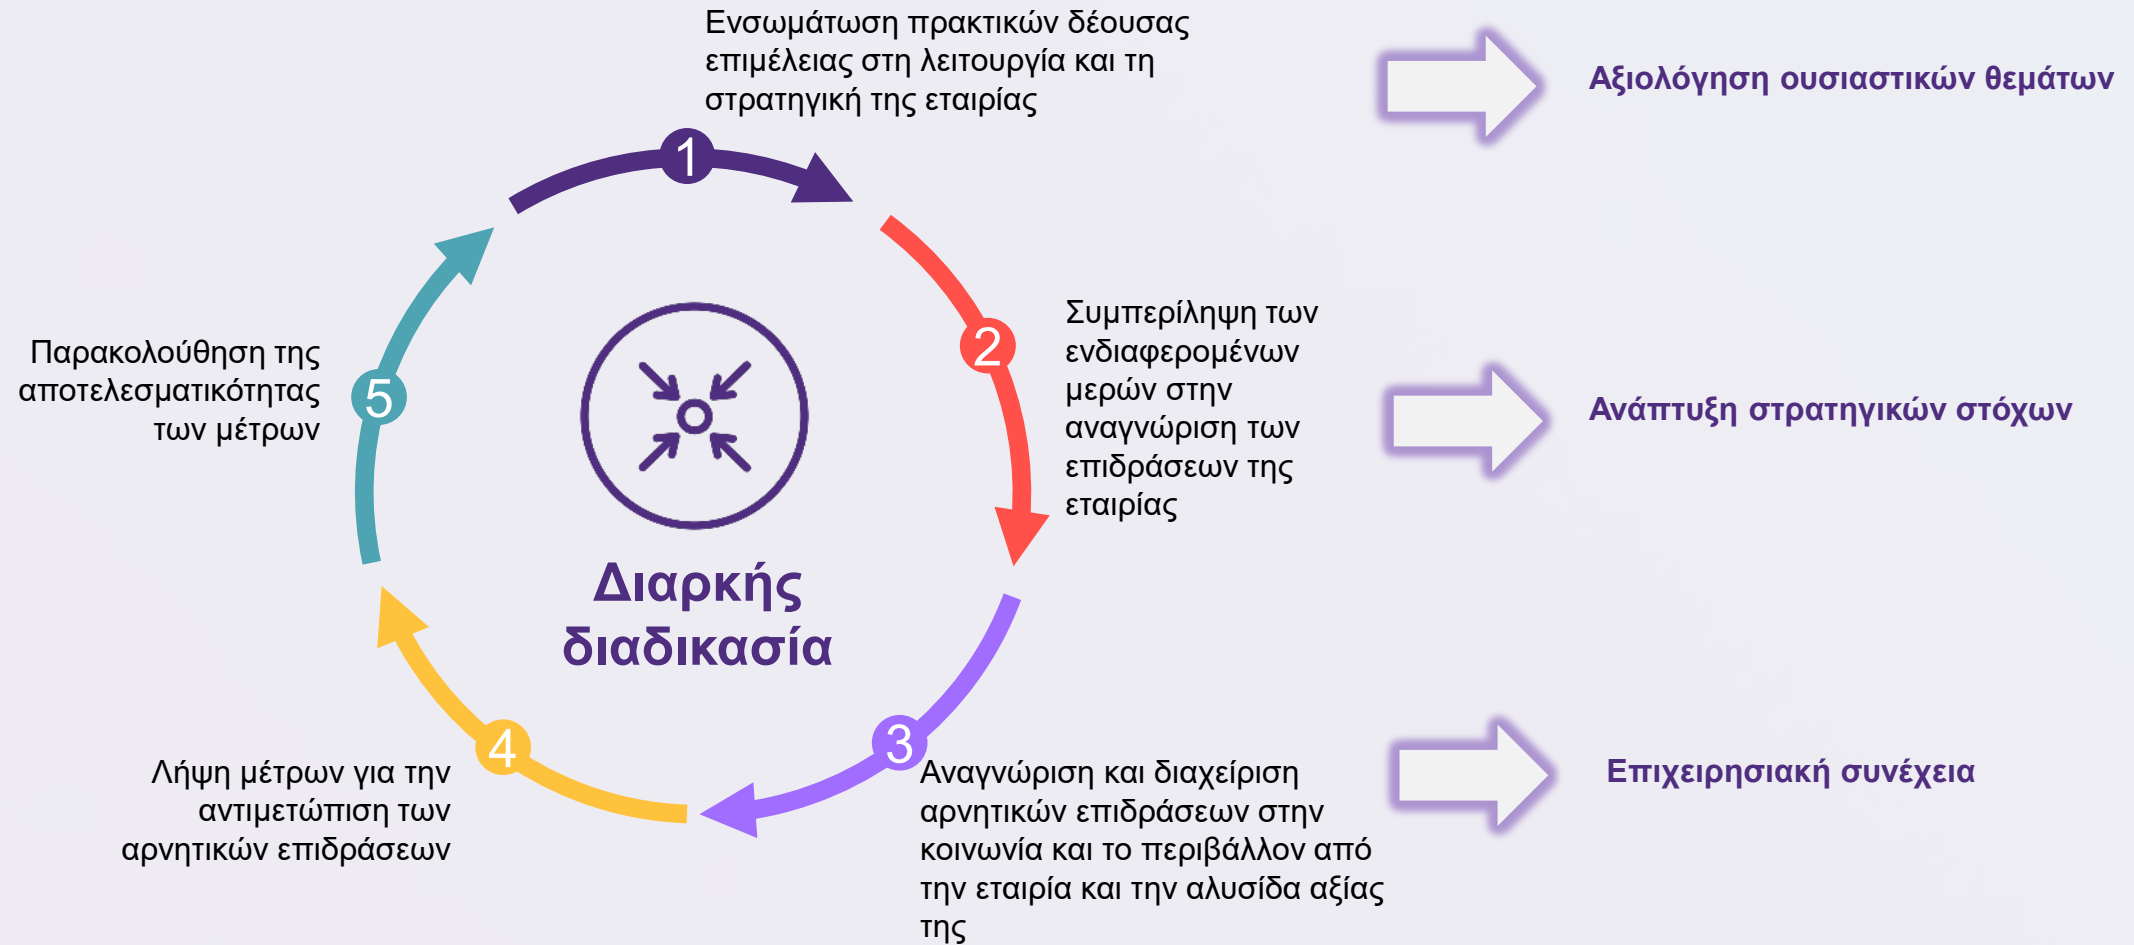 Ενσωμάτωση πρακτικών δέουσας
επιμέλειας στη λειτουργία και τη
στρατηγική της εταιρίας
Αξιολόγηση ουσιαστικών θεμάτων
1
2
Συμπερίληψη των
ενδιαφερομένων
μερών στην
αναγνώριση των
επιδράσεων της
εταιρίας
Ανάπτυξη στρατηγικών στόχων
Παρακολούθηση της
αποτελεσματικότητας
των μέτρων
5
Διαρκής
διαδικασία
3
Αναγνώριση και διαχείριση
αρνητικών επιδράσεων στην
κοινωνία και το περιβάλλον από
την εταιρία και την αλυσίδα αξίας
της
Επιχειρησιακή συνέχεια
4
Λήψη μέτρων για την
αντιμετώπιση των
αρνητικών επιδράσεων